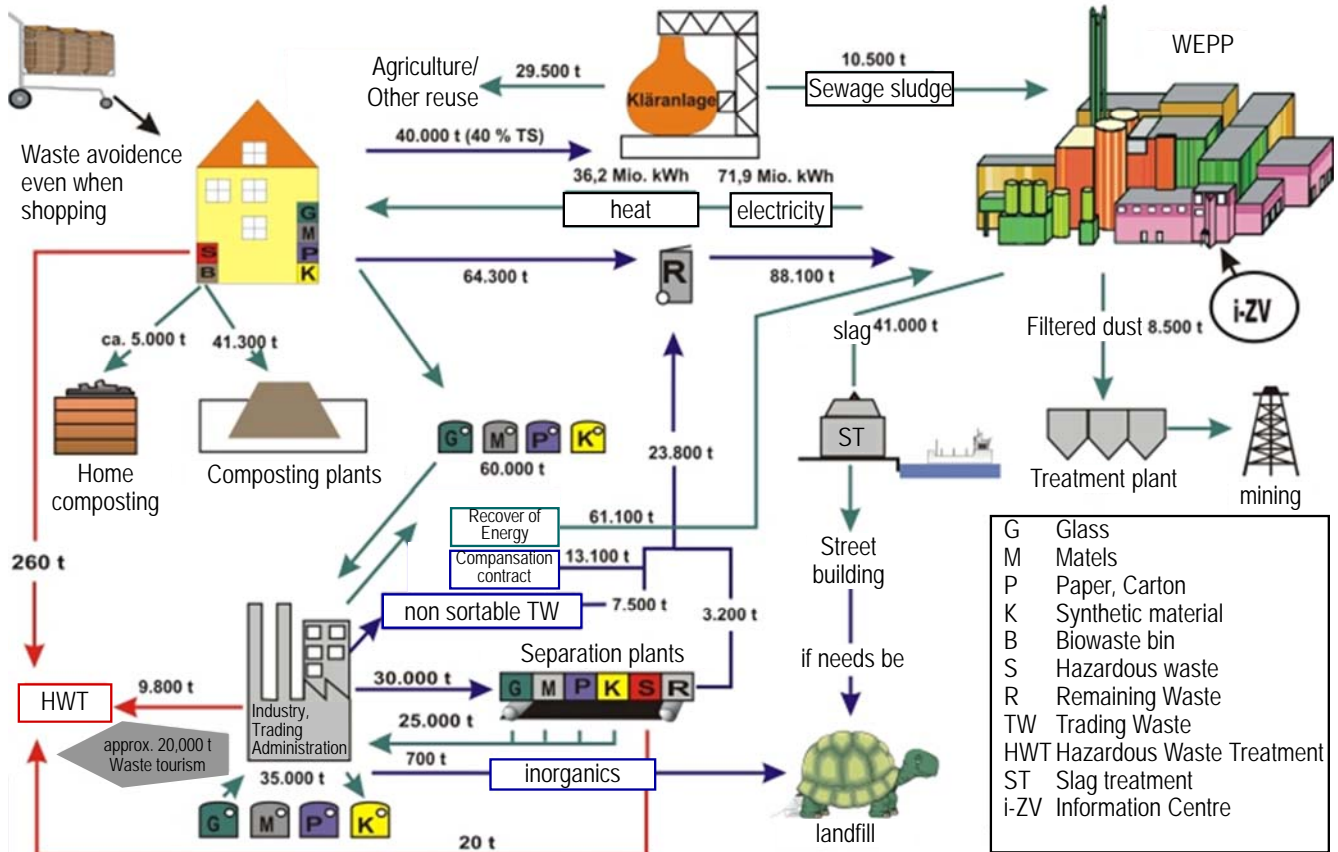 WEPP
Agriculture/
Other reuse
29.500 t
Kläranlage
10.500 t
Sewage sludge
40.000 t (40 % TS)
Waste avoidence
even when
shopping
36,2 Mio. kWh
71,9 Mio. kWh
heat
electricity
G
M
P
K
S
B
64.300 t
R
88.100 t
i-ZV
ca. 5.000 t
41.300 t
slag
41.000 t
Filtered dust
8.500 t
Home
composting
Composting plants
G
M
P
K
60.000 t
23.800 t
ST
Treatment plant
mining
Recover of
Energy
61.100 t
Compansation
contract
13.100 t
non sortable TW
7.500 t
3.200 t
Street
building
if needs be
260 t
Separation plants
30.000 t
G M P K S R
HWT
9.800 t
Industry,
Trading
Administration
25.000 t
approx. 20,000 t
Waste tourism
35.000 t
700 t
inorganics
landfill
G
M
P
K
20 t
G Glass
M Matels
P Paper, Carton
K Synthetic material
B Biowaste bin
S Hazardous waste
R Remaining Waste
TW Trading Waste
HWT Hazardous Waste Treatment
ST Slag treatment
i-ZV Information Centre